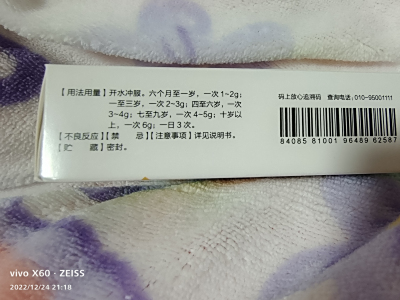 【用法用量】开水冲服。六个月至一岁，一次1~2g；
一至三岁，一次2~3g；四至六岁，一次
3~4g；七至九岁，一次4~5g；十岁以
上，一次6g；一日3次。
【不良反应】【禁　忌】【注意事项】详见说明书。
【贮　藏】密封。
码上放心追溯码　查询电话：010-95001111
84085 81001 96489 62587
vivo X60 · ZEISS
2022/12/24 21:18